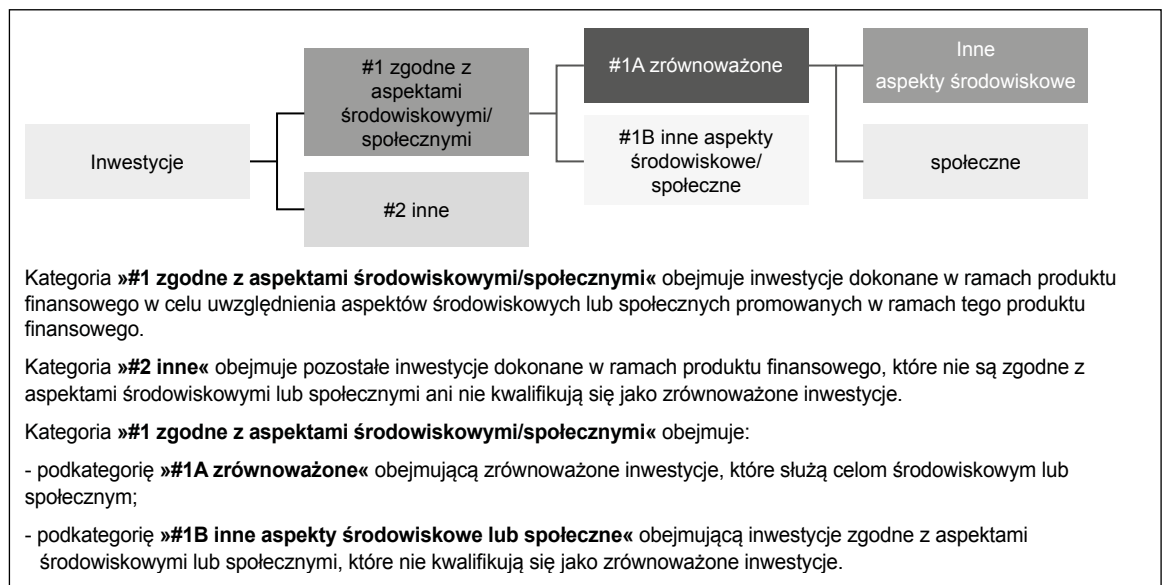 Inwestycje
#1 zgodne z
aspektami
środowiskowymi/
społecznymi
#2 inne
#1A zrównoważone
#1B inne aspekty
środowiskowe/
społeczne
Inne
aspekty środowiskowe
społeczne
Kategoria »#1 zgodne z aspektami środowiskowymi/społecznymi« obejmuje inwestycje dokonane w ramach produktu
finansowego w celu uwzględnienia aspektów środowiskowych lub społecznych promowanych w ramach tego produktu
finansowego.
Kategoria »#2 inne« obejmuje pozostałe inwestycje dokonane w ramach produktu finansowego, które nie są zgodne z
aspektami środowiskowymi lub społecznymi ani nie kwalifikują się jako zrównoważone inwestycje.
Kategoria »#1 zgodne z aspektami środowiskowymi/społecznymi« obejmuje:
- podkategorię »#1A zrównoważone« obejmującą zrównoważone inwestycje, które służą celom środowiskowym lub
społecznym;
- podkategorię »#1B inne aspekty środowiskowe lub społeczne« obejmującą inwestycje zgodne z aspektami
środowiskowymi lub społecznymi, które nie kwalifikują się jako zrównoważone inwestycje.